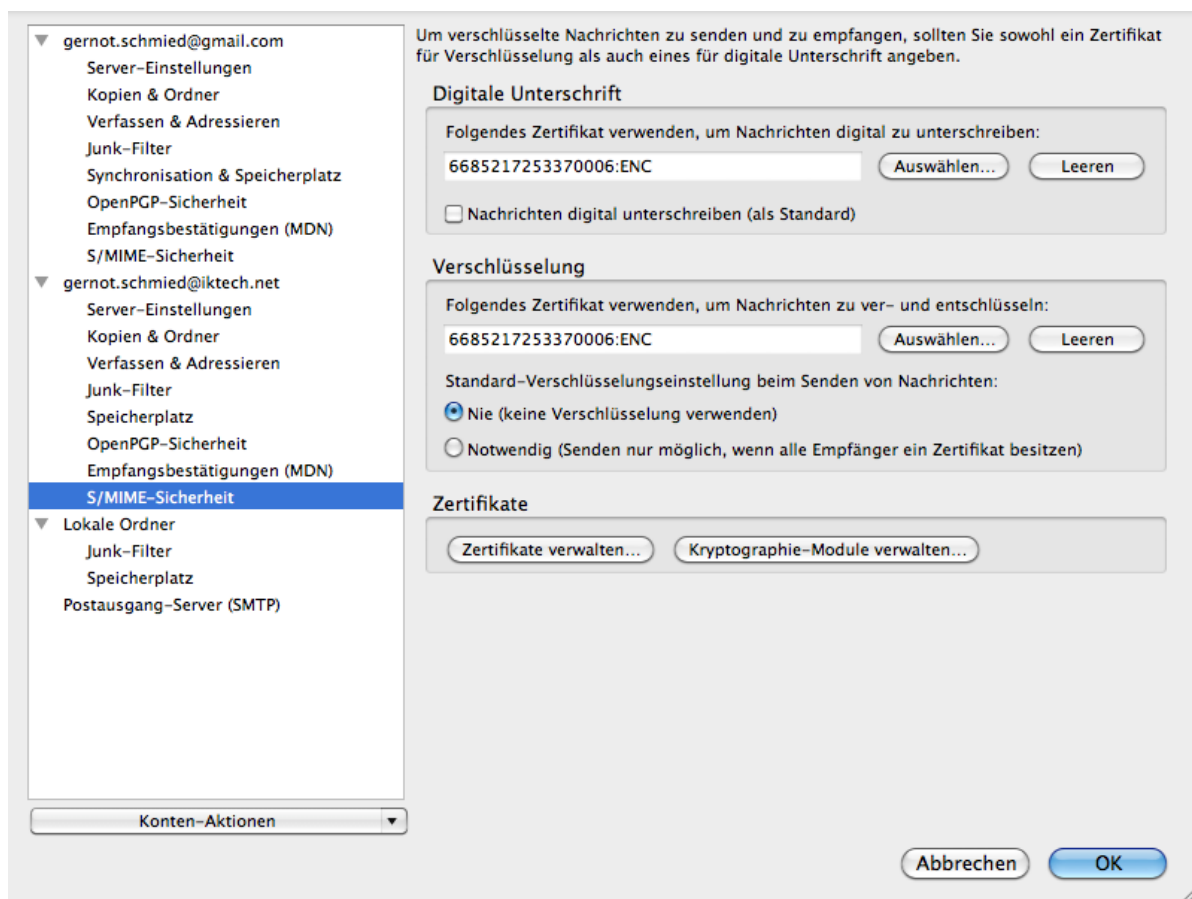 gernot.schmied@gmail.com
Server-Einstellungen
Kopien & Ordner
Verfassen & Adressieren
Junk-Filter
Synchronisation & Speicherplatz
OpenPGP-Sicherheit
Empfangsbestätigungen (MDN)
S/MIME-Sicherheit
gernot.schmied@iktech.net
Server-Einstellungen
Kopien & Ordner
Verfassen & Adressieren
Junk-Filter
Speicherplatz
OpenPGP-Sicherheit
Empfangsbestätigungen (MDN)
S/MIME-Sicherheit
Lokale Ordner
Junk-Filter
Speicherplatz
Postausgang-Server (SMTP)
Konten-Aktionen
Um verschlüsselte Nachrichten zu senden und zu empfangen, sollten Sie sowohl ein Zertifikat
für Verschlüsselung als auch eines für digitale Unterschrift angeben.
Digitale Unterschrift
Folgendes Zertifikat verwenden, um Nachrichten digital zu unterschreiben:
6685217253370006:ENC Auswählen... Leeren
Nachrichten digital unterschreiben (als Standard)
Verschlüsselung
Folgendes Zertifikat verwenden, um Nachrichten zu ver- und entschlüsseln:
6685217253370006:ENC Auswählen... Leeren
Standard-Verschlüsselungseinstellung beim Senden von Nachrichten:
Nie (keine Verschlüsselung verwenden)
Notwendig (Senden nur möglich, wenn alle Empfänger ein Zertifikat besitzen)
Zertifikate
Zertifikate verwalten... Kryptographie-Module verwalten...
Abbrechen OK